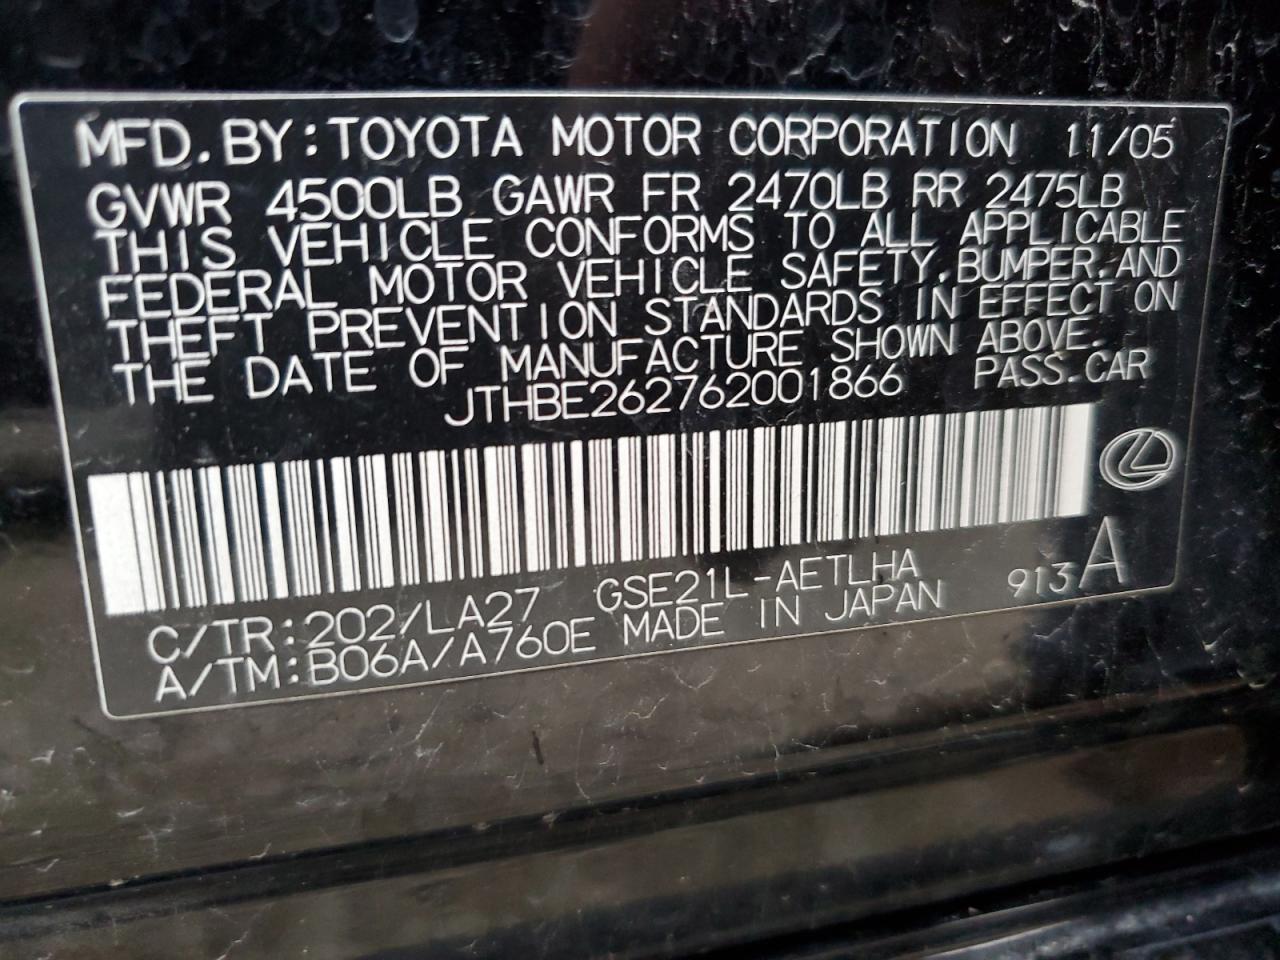 MFD. BY: TOYOTA MOTOR CORPORATION 11/05
GVWR 4500LB GAWR FR 2470LB RR 2475LB
THIS VEHICLE CONFORMS TO ALL APPLICABLE
FEDERAL MOTOR VEHICLE SAFETY, BUMPER, AND
THEFT PREVENTION STANDARDS IN EFFECT ON
THE DATE OF MANUFACTURE SHOWN ABOVE.
JTHBE262762001866 PASS. CAR
C/TR: 202/LA27 GSE21L-AETLHA 913A
A/TM: B06A/A760E MADE IN JAPAN